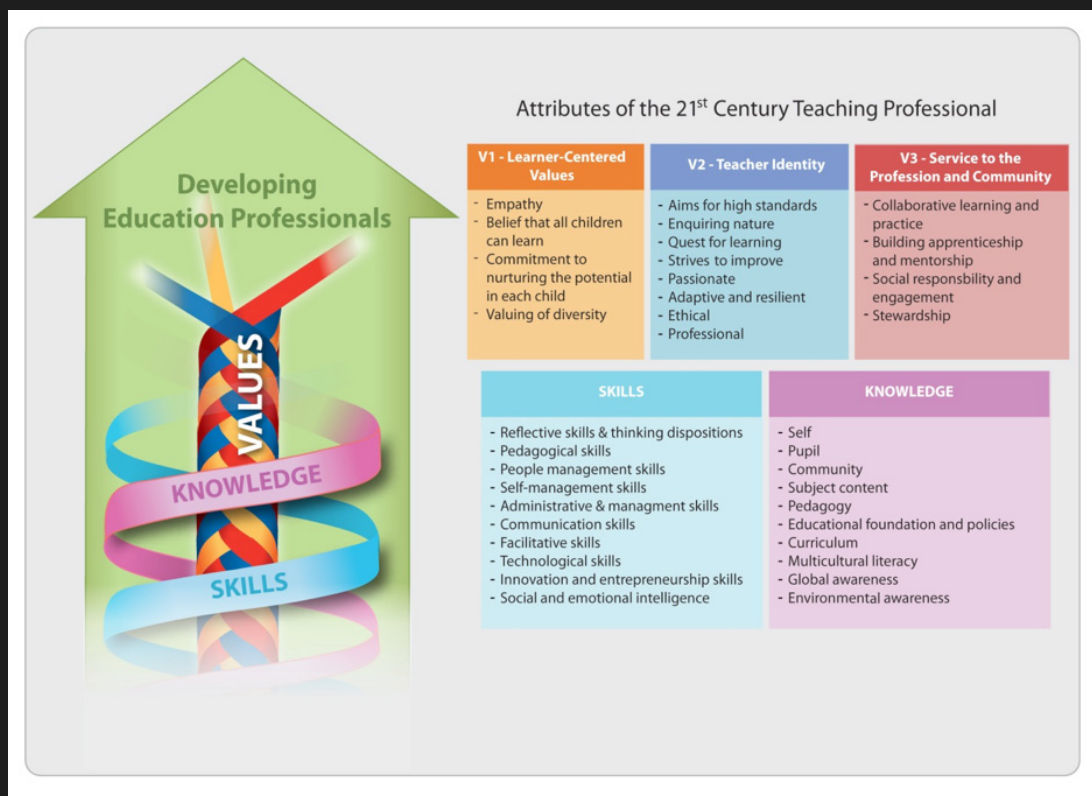 Developing
Education Professionals
VALUES
KNOWLEDGE
SKILLS
Attributes of the 21st Century Teaching Professional
V1 - Learner-Centered
Values
- Empathy
- Belief that all children
can learn
- Commitment to
nurturing the potential
in each child
- Valuing of diversity
V2 - Teacher Identity
- Aims for high standards
- Enquiring nature
- Quest for learning
- Strives to improve
- Passionate
- Adaptive and resilient
- Ethical
- Professional
V3 - Service to the
Profession and Community
- Collaborative learning and
practice
- Building apprenticeship
and mentorship
- Social responsbility and
engagement
- Stewardship
SKILLS
- Reflective skills & thinking dispositions
- Pedagogical skills
- People management skills
- Self-management skills
- Administrative & managment skills
- Communication skills
- Facilitative skills
- Technological skills
- Innovation and entrepreneurship skills
- Social and emotional intelligence
KNOWLEDGE
- Self
- Pupil
- Community
- Subject content
- Pedagogy
- Educational foundation and policies
- Curriculum
- Multicultural literacy
- Global awareness
- Environmental awareness